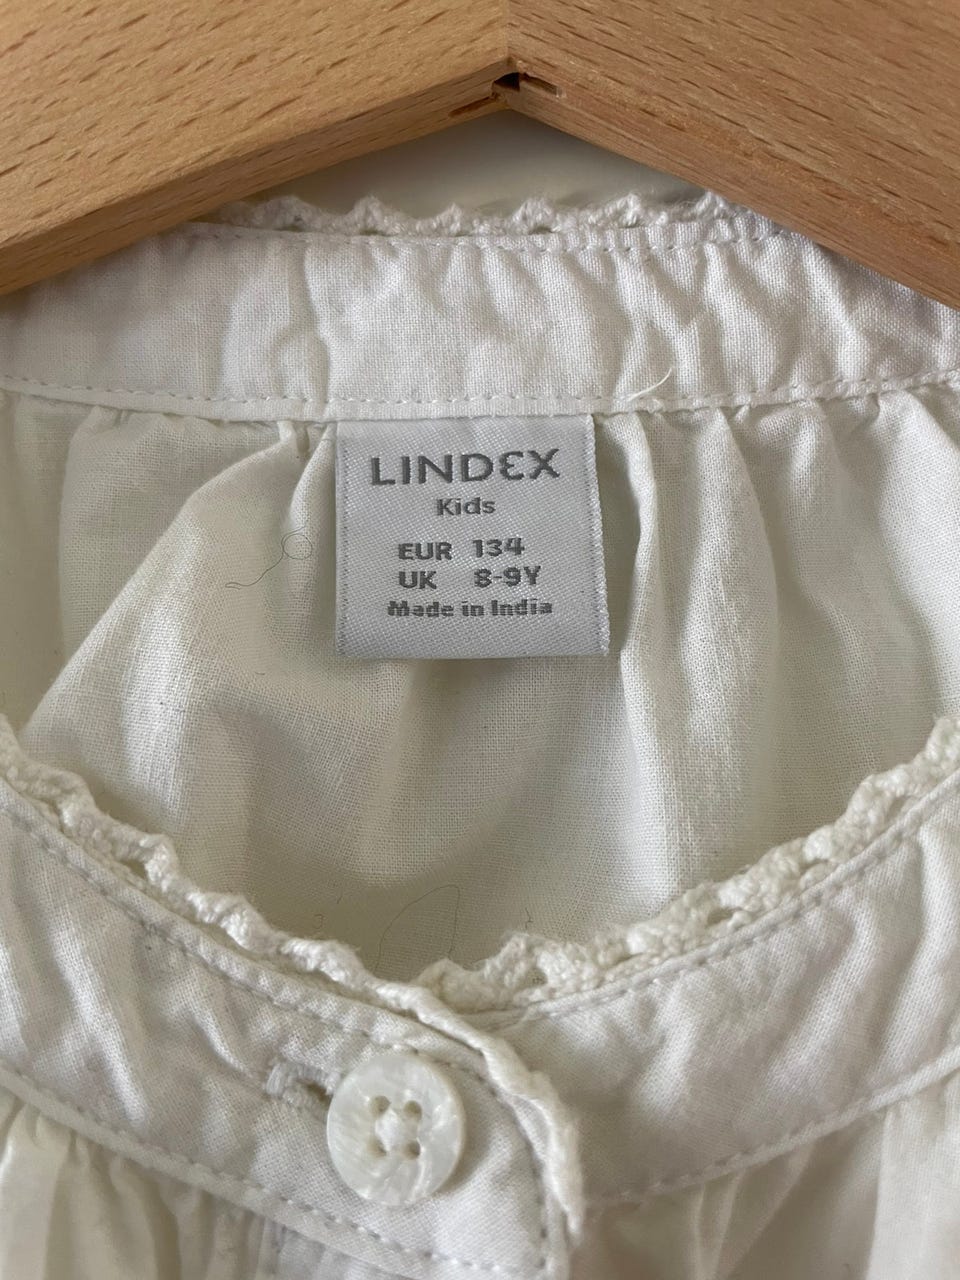 LINDEX
Kids
EUR 134
UK 8-9Y
Made in India